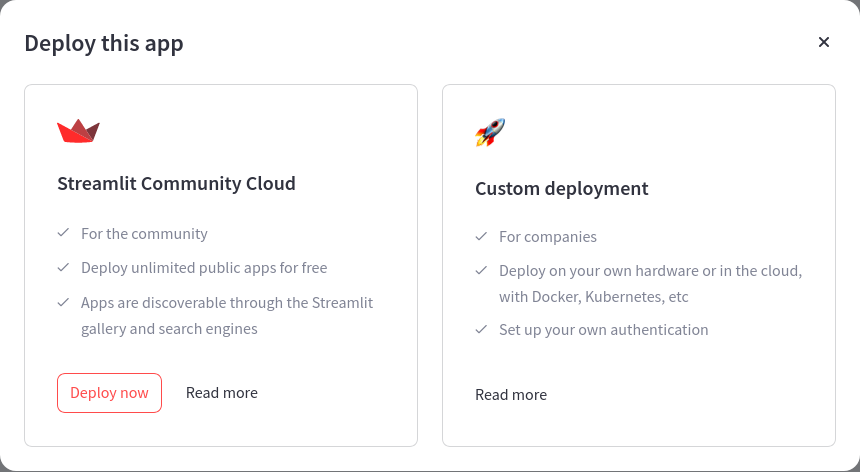 Deploy this app
Streamlit Community Cloud
For the community
Deploy unlimited public apps for free
Apps are discoverable through the Streamlit
gallery and search engines
Deploy now
Read more
Custom deployment
For companies
Deploy on your own hardware or in the cloud,
with Docker, Kubernetes, etc
Set up your own authentication
Read more